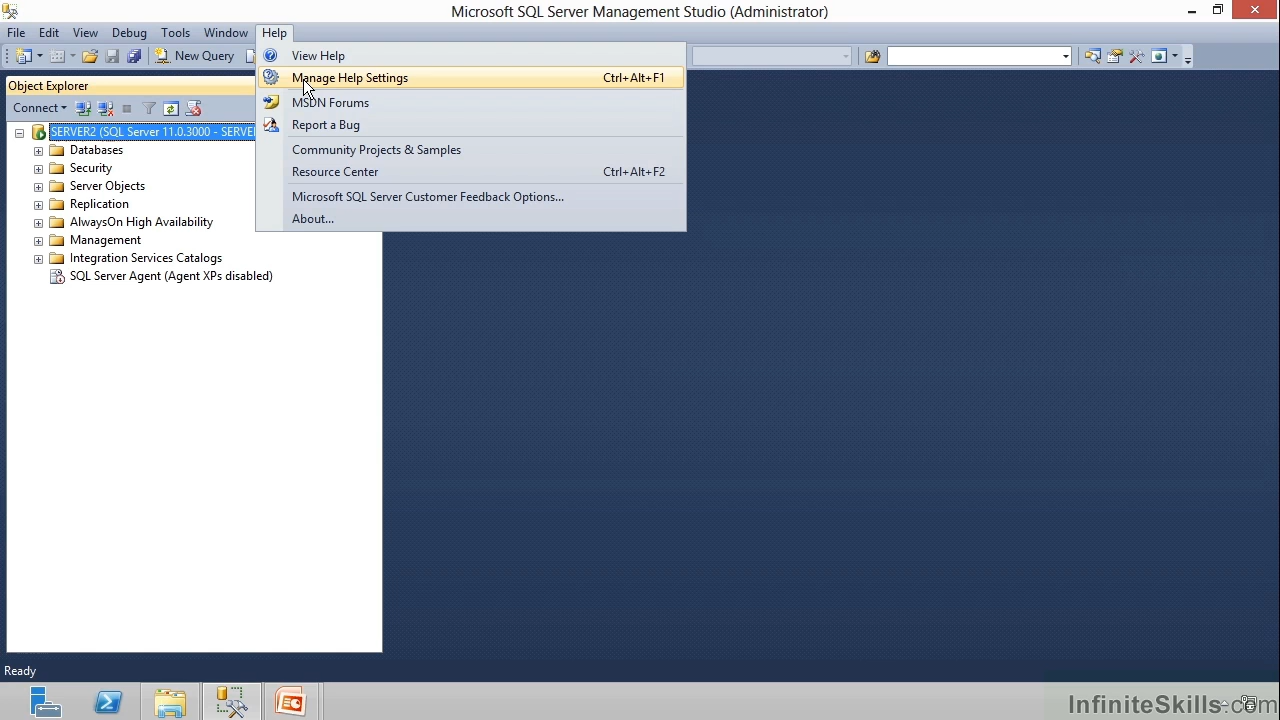 Microsoft SQL Server Management Studio (Administrator)
File Edit View Debug Tools Window Help
New Query
View Help
Manage Help Settings Ctrl+Alt+F1
MSDN Forums
Report a Bug
Community Projects & Samples
Resource Center Ctrl+Alt+F2
Microsoft SQL Server Customer Feedback Options...
About...
Object Explorer
Connect
SERVER2 (SQL Server 11.0.3000 - SERVE
Databases
Security
Server Objects
Replication
AlwaysOn High Availability
Management
Integration Services Catalogs
SQL Server Agent (Agent XPs disabled)
Ready
InfiniteSkills.com